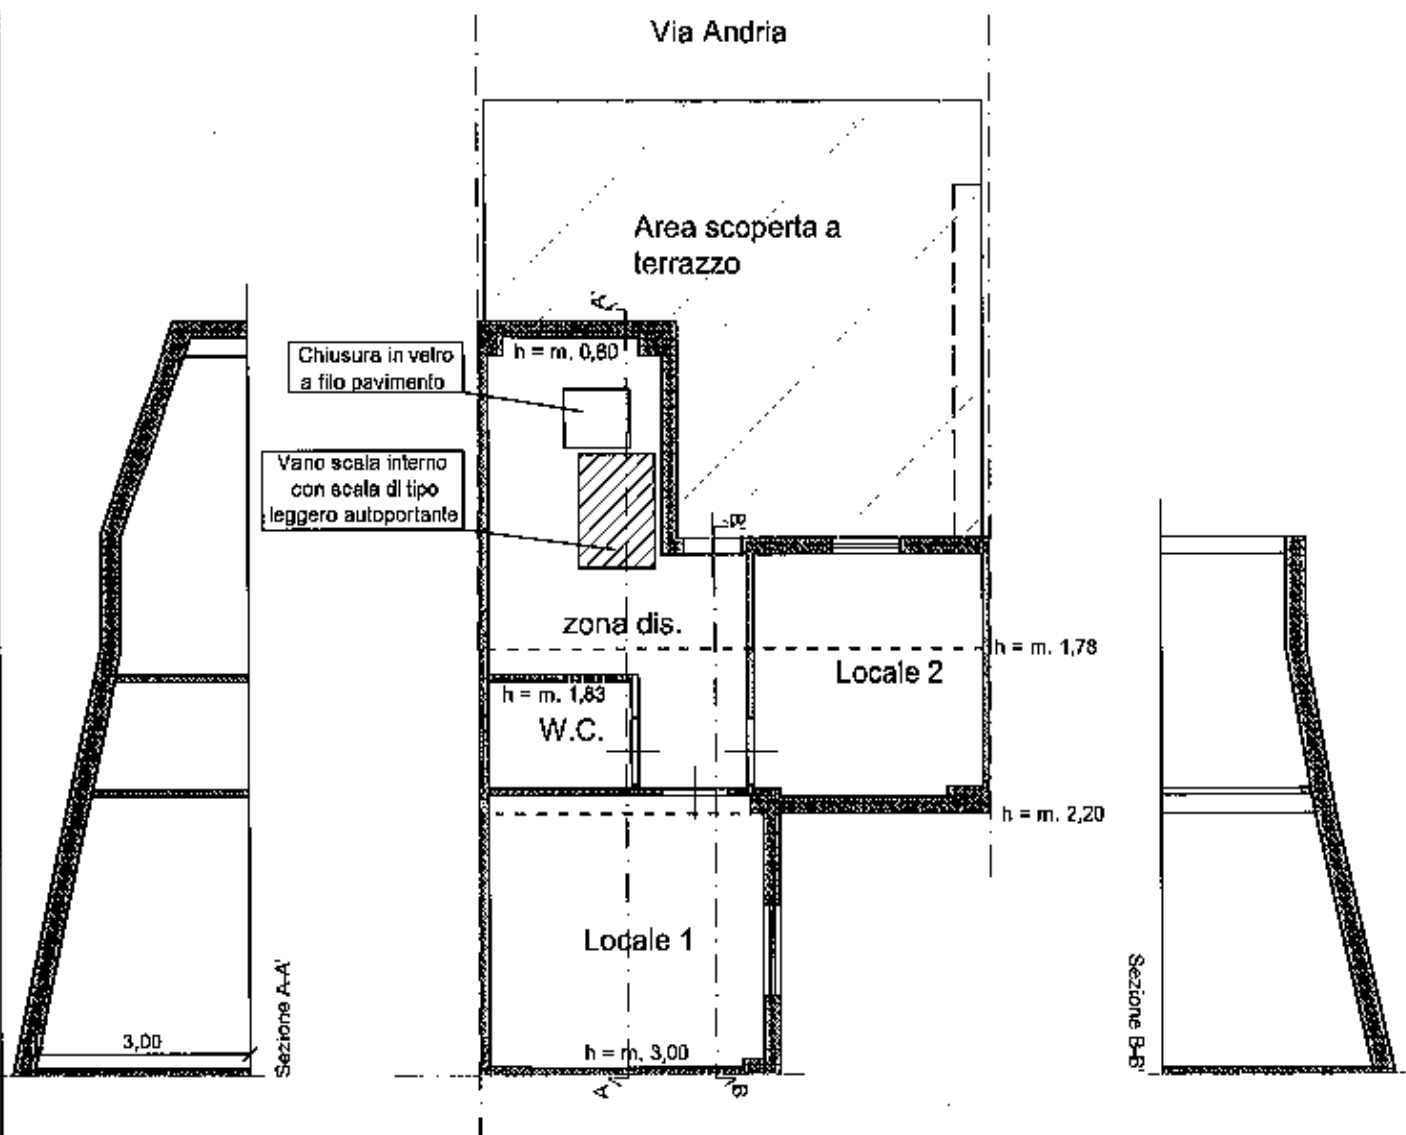 Via Andria
Area scoperta a
terrazzo
A'
h = m. 0,80
Chiusura in vetro
a filo pavimento
Vano scala interno
con scala di tipo
leggero autoportante
B'
zona dis.
h = m. 1,78
Locale 2
h = m. 1,83
W.C.
h = m. 2,20
Locale 1
Sezione A-A'
Sezione B-B'
3,00
h = m. 3,00
A
B